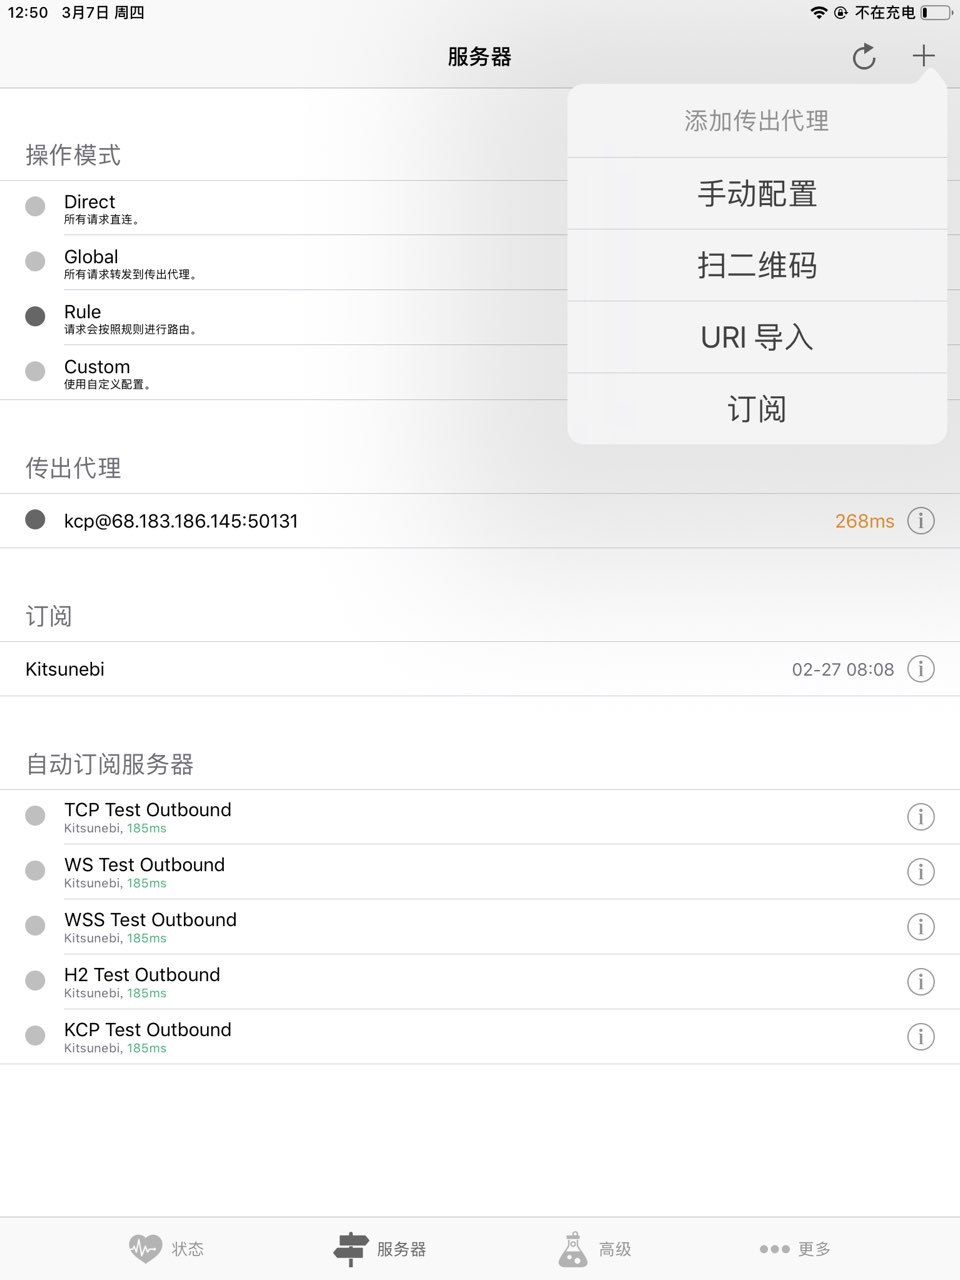 12:50 3月7日 周四
不在充电
服务器
添加传出代理
手动配置
扫二维码
URI 导入
订阅
操作模式
Direct
所有请求直连。
Global
所有请求转发到传出代理。
Rule
请求会按照规则进行路由。
Custom
使用自定义配置。
传出代理
kcp@68.183.186.145:50131
268ms
订阅
Kitsunebi
02-27 08:08
自动订阅服务器
TCP Test Outbound
Kitsunebi, 185ms
WS Test Outbound
Kitsunebi, 185ms
WSS Test Outbound
Kitsunebi, 185ms
H2 Test Outbound
Kitsunebi, 185ms
KCP Test Outbound
Kitsunebi, 185ms
状态
服务器
高级
更多